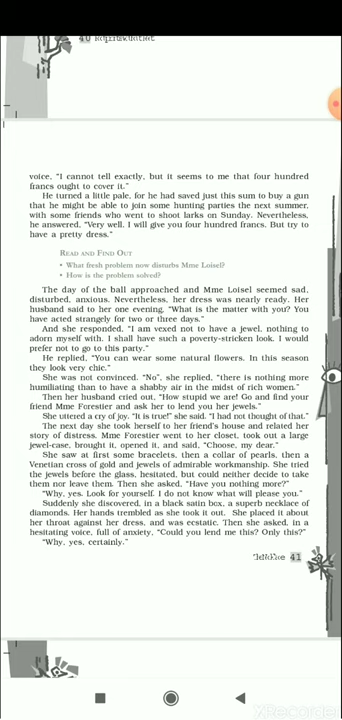 40
voice, "I cannot tell exactly, but it seems to me that four hundred
francs ought to cover it."
He turned a little pale, for he had saved just this sum to buy a gun
that he might be able to join some hunting parties the next summer,
with some friends who went to shoot larks on Sunday. Nevertheless,
he answered, "Very well. I will give you four hundred francs. But try to
have a pretty dress."
READ AND FIND OUT
• What fresh problem now disturbs Mme Loisel?
• How is the problem solved?
The day of the ball approached and Mme Loisel seemed sad,
disturbed, anxious. Nevertheless, her dress was nearly ready. Her
husband said to her one evening, "What is the matter with you? You
have acted strangely for two or three days."
And she responded, "I am vexed not to have a jewel, nothing to
adorn myself with. I shall have such a poverty-stricken look. I would
prefer not to go to this party."
He replied, "You can wear some natural flowers. In this season
they look very chic."
She was not convinced. "No", she replied, "there is nothing more
humiliating than to have a shabby air in the midst of rich women."
Then her husband cried out, "How stupid we are! Go and find your
friend Mme Forestier and ask her to lend you her jewels."
She uttered a cry of joy. "It is true!" she said. "I had not thought of that."
The next day she took herself to her friend's house and related her
story of distress. Mme Forestier went to her closet, took out a large
jewel-case, brought it, opened it, and said, "Choose, my dear."
She saw at first some bracelets, then a collar of pearls, then a
Venetian cross of gold and jewels of admirable workmanship. She tried
the jewels before the glass, hesitated, but could neither decide to take
them nor leave them. Then she asked, "Have you nothing more?"
"Why, yes. Look for yourself. I do not know what will please you."
Suddenly she discovered, in a black satin box, a superb necklace of
diamonds. Her hands trembled as she took it out. She placed it about
her throat against her dress, and was ecstatic. Then she asked, in a
hesitating voice, full of anxiety, "Could you lend me this? Only this?"
"Why, yes, certainly."
41
XRecorder